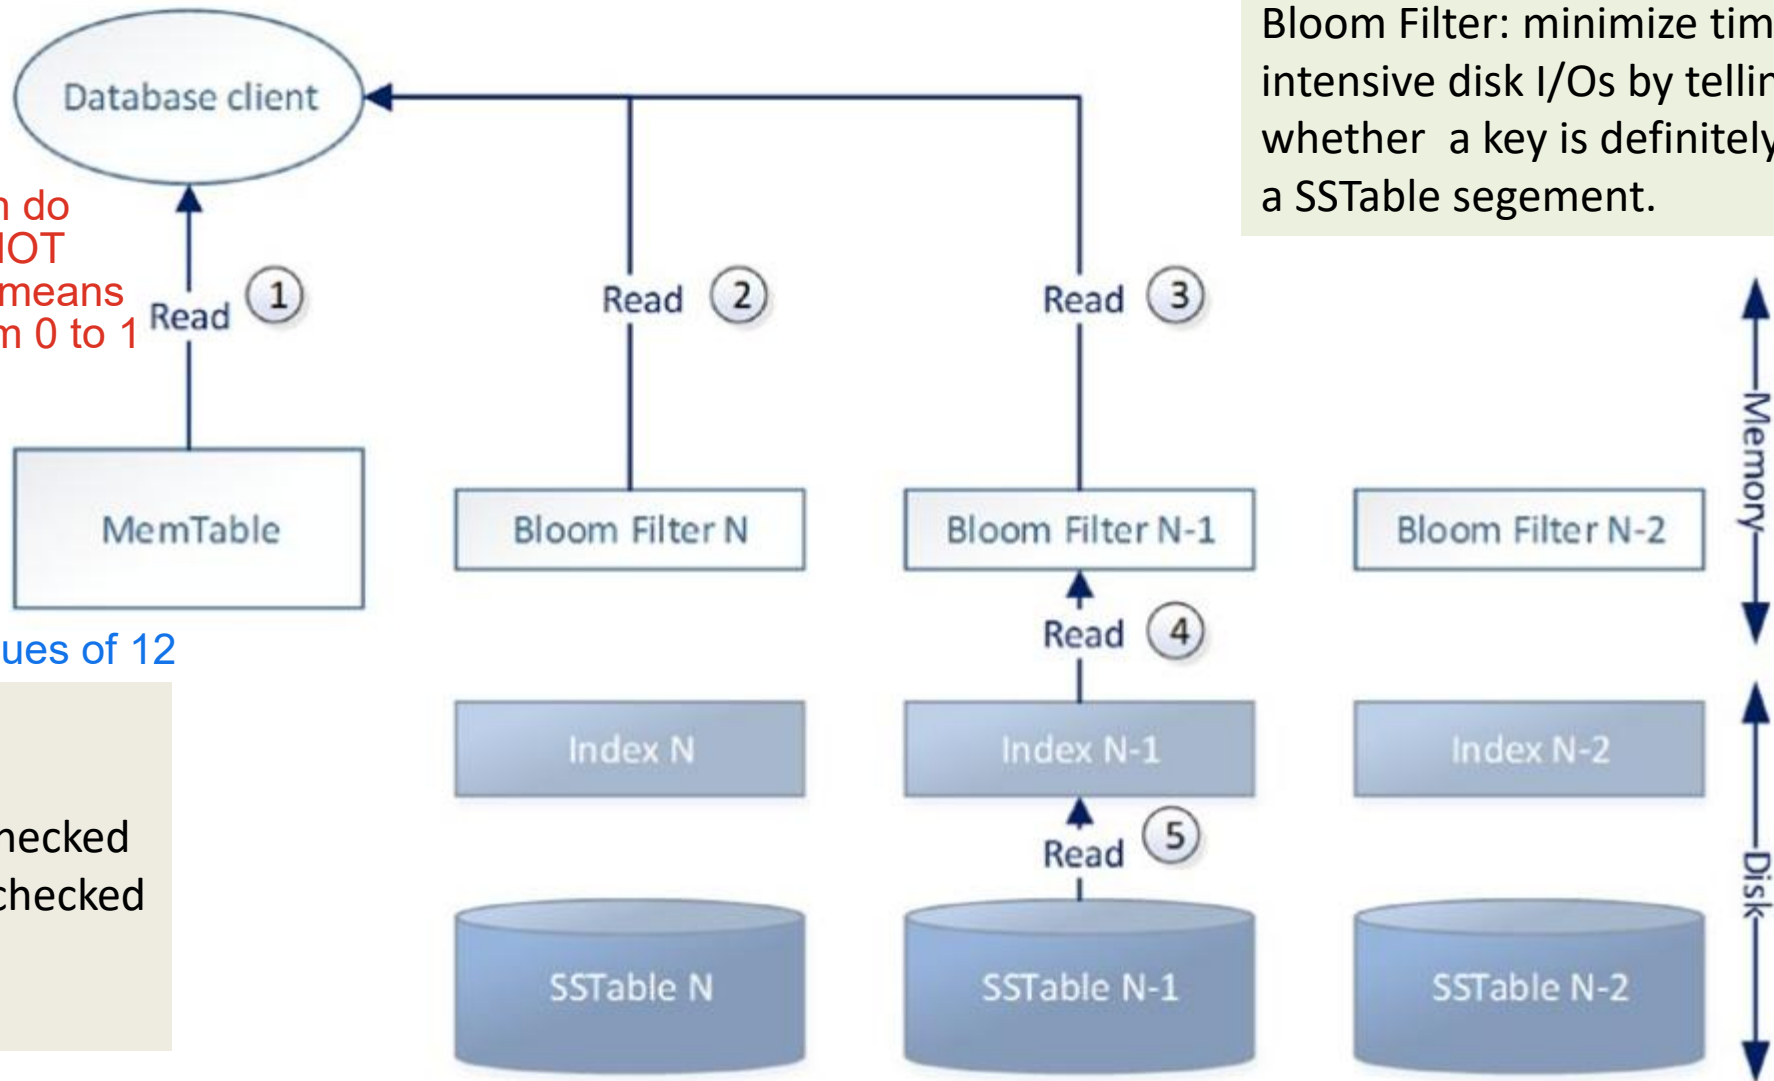 Bloom Filter: minimize tim
intensive disk I/Os by tellin
whether a key is definitely
a SSTable segement.
Database client
n do
NOT
means
m 0 to 1
Read 1
Read 2
Read 3
Memory
MemTable
Bloom Filter N
Bloom Filter N-1
Bloom Filter N-2
ues of 12
Read 4
Index N
Index N-1
Index N-2
hecked
checked
Read 5
Disk
SSTable N
SSTable N-1
SSTable N-2